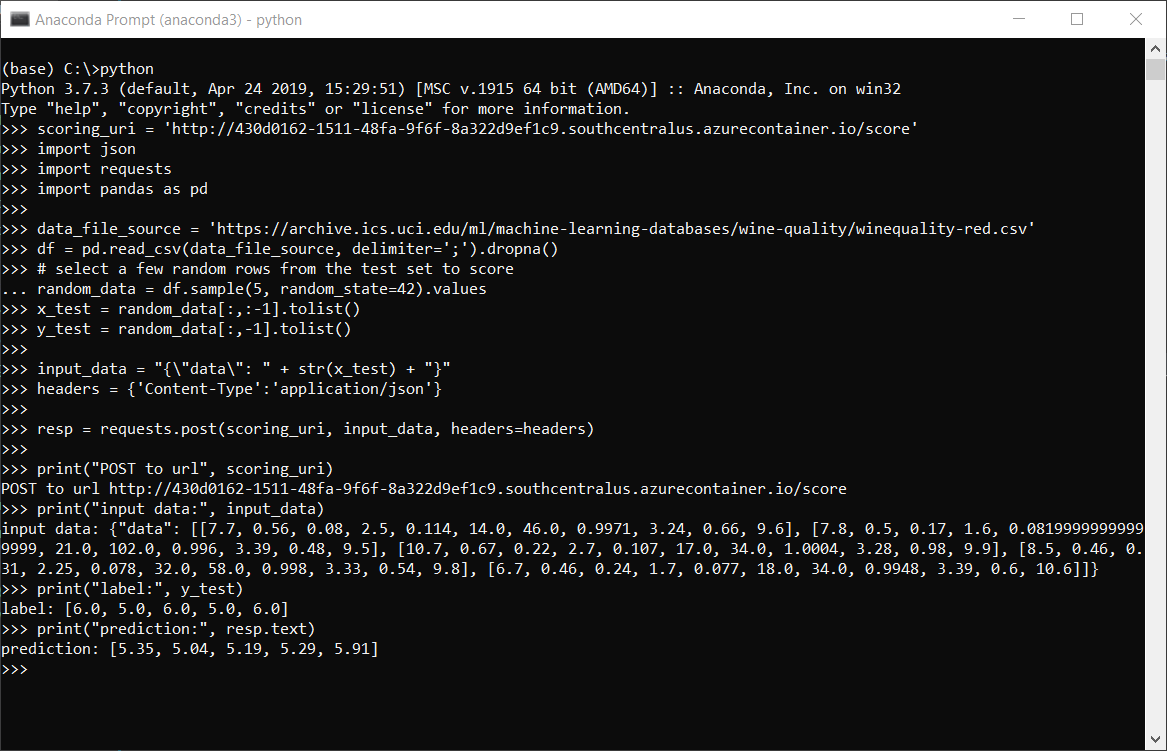 Anaconda Prompt (anaconda3) - python
(base) C:\>python
Python 3.7.3 (default, Apr 24 2019, 15:29:51) [MSC v.1915 64 bit (AMD64)] :: Anaconda, Inc. on win32
Type "help", "copyright", "credits" or "license" for more information.
>>> scoring_uri = 'http://430d0162-1511-48fa-9f6f-8a322d9ef1c9.southcentralus.azurecontainer.io/score'
>>> import json
>>> import requests
>>> import pandas as pd
>>>
>>> data_file_source = 'https://archive.ics.uci.edu/ml/machine-learning-databases/wine-quality/winequality-red.csv'
>>> df = pd.read_csv(data_file_source, delimiter=';').dropna()
>>> # select a few random rows from the test set to score
... random_data = df.sample(5, random_state=42).values
>>> x_test = random_data[:,:-1].tolist()
>>> y_test = random_data[:,-1].tolist()
>>>
>>> input_data = "{\"data\": " + str(x_test) + "}"
>>> headers = {'Content-Type':'application/json'}
>>>
>>> resp = requests.post(scoring_uri, input_data, headers=headers)
>>>
>>> print("POST to url", scoring_uri)
POST to url http://430d0162-1511-48fa-9f6f-8a322d9ef1c9.southcentralus.azurecontainer.io/score
>>> print("input data:", input_data)
input data: {"data": [[7.7, 0.56, 0.08, 2.5, 0.114, 14.0, 46.0, 0.9971, 3.24, 0.66, 9.6], [7.8, 0.5, 0.17, 1.6, 0.0819999999999
9999, 21.0, 102.0, 0.996, 3.39, 0.48, 9.5], [10.7, 0.67, 0.22, 2.7, 0.107, 17.0, 34.0, 1.0004, 3.28, 0.98, 9.9], [8.5, 0.46, 0.
31, 2.25, 0.078, 32.0, 58.0, 0.998, 3.33, 0.54, 9.8], [6.7, 0.46, 0.24, 1.7, 0.077, 18.0, 34.0, 0.9948, 3.39, 0.6, 10.6]]}
>>> print("label:", y_test)
label: [6.0, 5.0, 6.0, 5.0, 6.0]
>>> print("prediction:", resp.text)
prediction: [5.35, 5.04, 5.19, 5.29, 5.91]
>>>